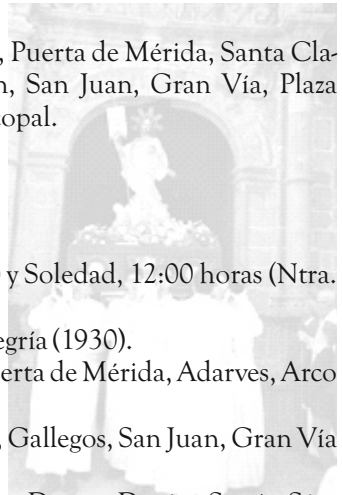 , Puerta de Mérida, Santa Cla-
n, San Juan, Gran Vía, Plaza
opal.
y Soledad, 12:00 horas (Ntra.
egría (1930).
erta de Mérida, Adarves, Arco
, Gallegos, San Juan, Gran Vía